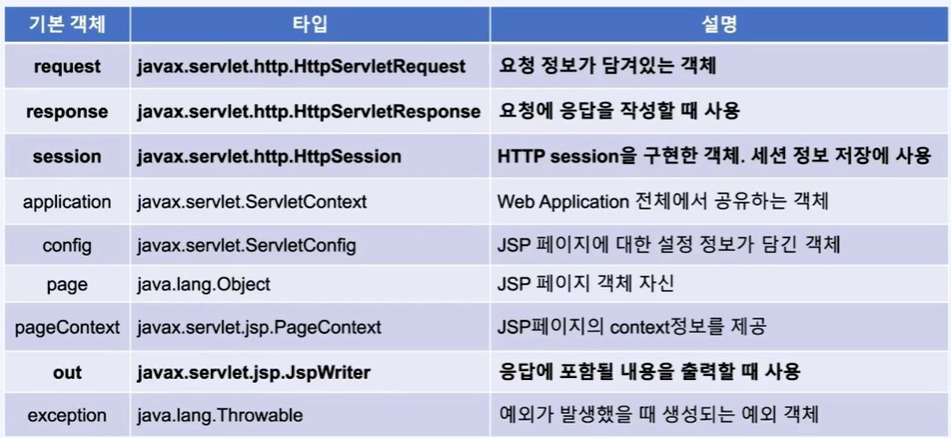 기본 객체 타입 설명
request javax.servlet.http.HttpServletRequest 요청 정보가 담겨있는 객체
response javax.servlet.http.HttpServletResponse 요청에 응답을 작성할 때 사용
session javax.servlet.http.HttpSession HTTP session을 구현한 객체. 세션 정보 저장에 사용
application javax.servlet.ServletContext Web Application 전체에서 공유하는 객체
config javax.servlet.ServletConfig JSP 페이지에 대한 설정 정보가 담긴 객체
page java.lang.Object JSP 페이지 객체 자신
pageContext javax.servlet.jsp.PageContext JSP페이지의 context정보를 제공
out javax.servlet.jsp.JspWriter 응답에 포함될 내용을 출력할 때 사용
exception java.lang.Throwable 예외가 발생했을 때 생성되는 예외 객체